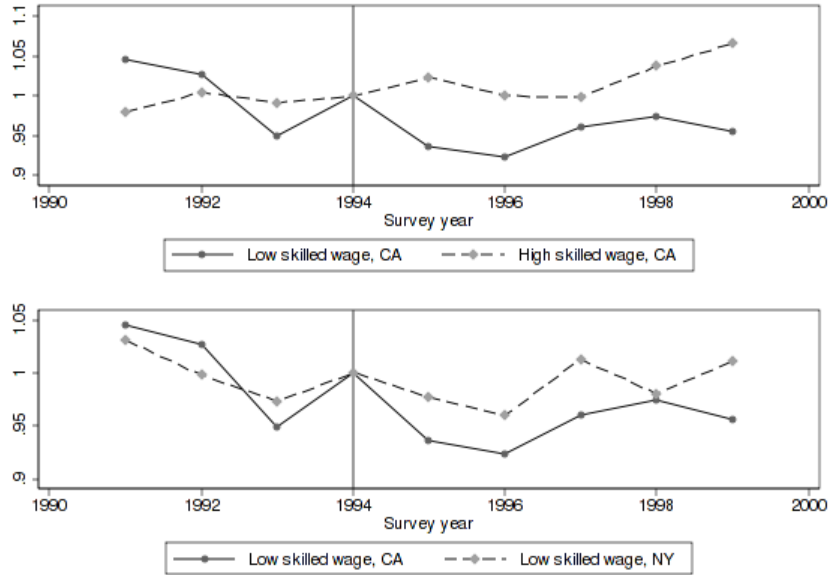 1.1
1.05
1
.95
.9
1990 1992 1994 1996 1998 2000
Survey year
Low skilled wage, CA High skilled wage, CA
1.05
1
.95
.9
1990 1992 1994 1996 1998 2000
Survey year
Low skilled wage, CA Low skilled wage, NY